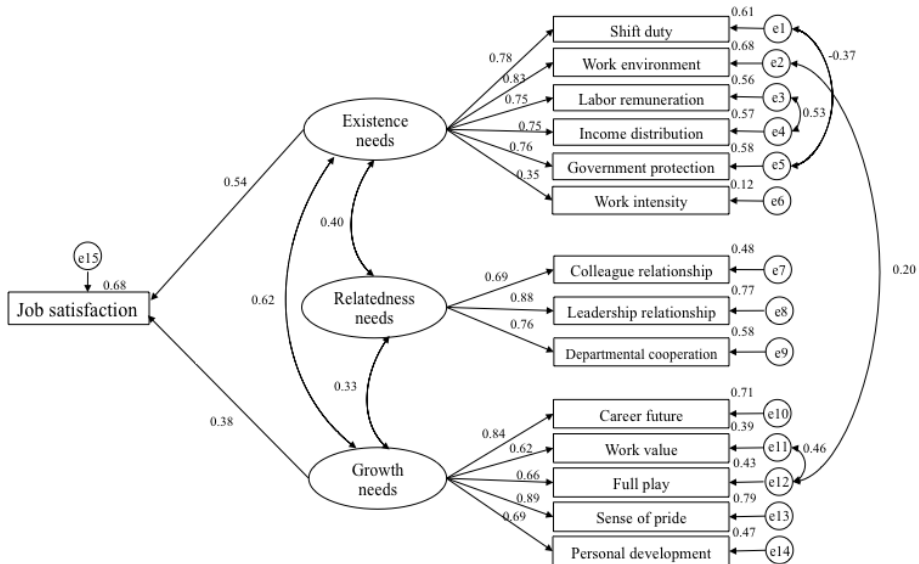 0.61
Shift duty
e1
0.78
0.68
-0.37
Work environment
e2
0.83
0.56
Labor remuneration
e3
0.75
0.57
0.53
Existence
needs
0.75
Income distribution
e4
0.58
0.76
Government protection
e5
0.35
0.12
Work intensity
e6
0.54
0.40
0.20
e15
0.68
Job satisfaction
0.62
0.48
Colleague relationship
e7
0.69
0.77
Relatedness
needs
0.88
Leadership relationship
e8
0.76
0.58
Departmental cooperation
e9
0.33
0.38
0.71
Career future
e10
0.84
0.39
Work value
e11
0.62
0.46
0.43
Growth
needs
0.66
Full play
e12
0.89
0.79
Sense of pride
e13
0.69
0.47
Personal development
e14